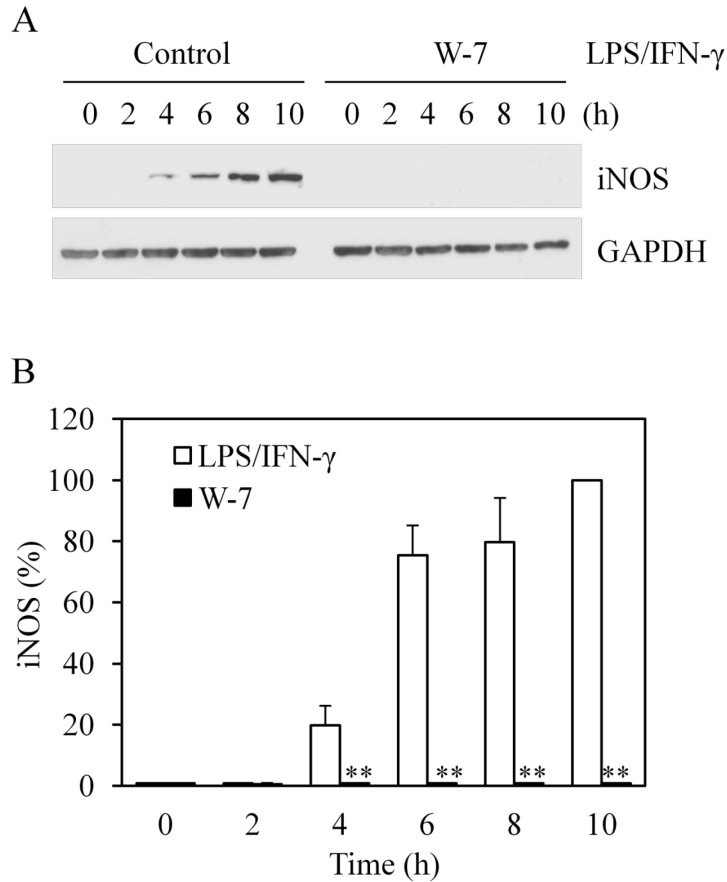 A
Control W-7 LPS/IFN-γ
0 2 4 6 8 10 0 2 4 6 8 10 (h)
iNOS
GAPDH
B
120
100
80
60
40
20
0
iNOS (%)
LPS/IFN-γ
W-7
** ** ** **
0 2 4 6 8 10
Time (h)